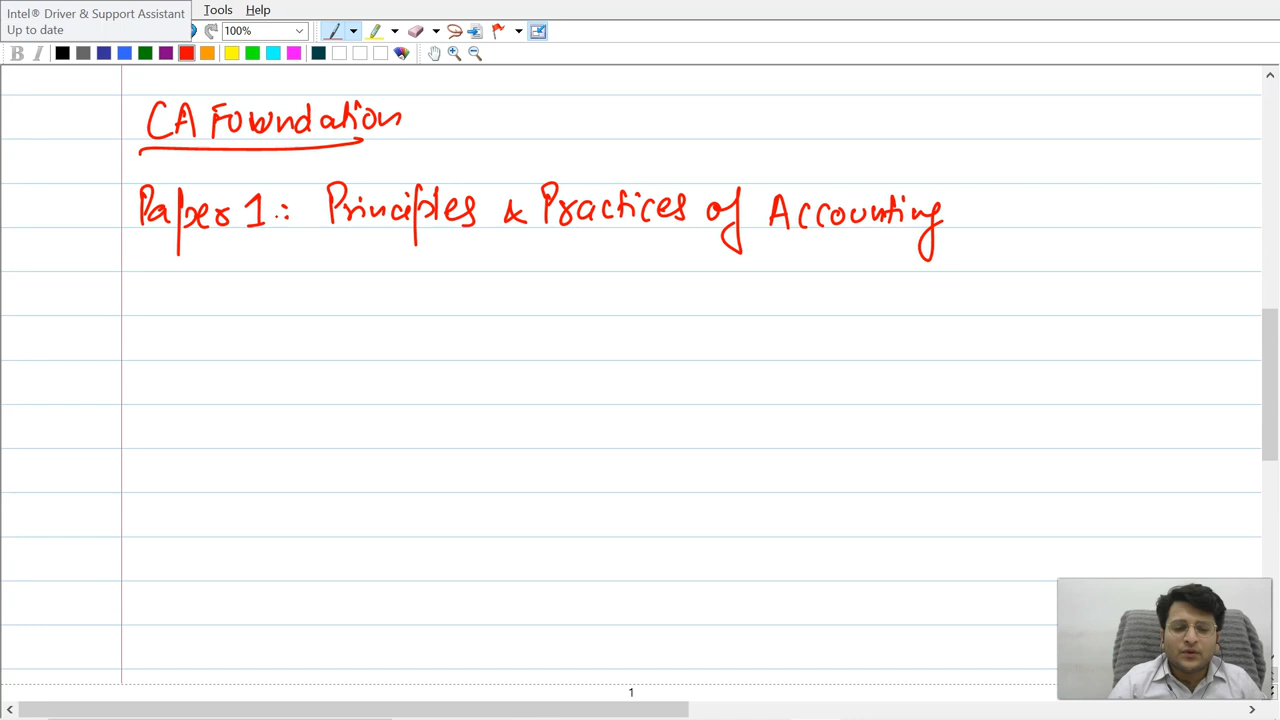 Intel® Driver & Support Assistant
Up to date
Tools Help
100%
B I
CA Foundation
Paper 1 : Principles & Practices of Accounting
1